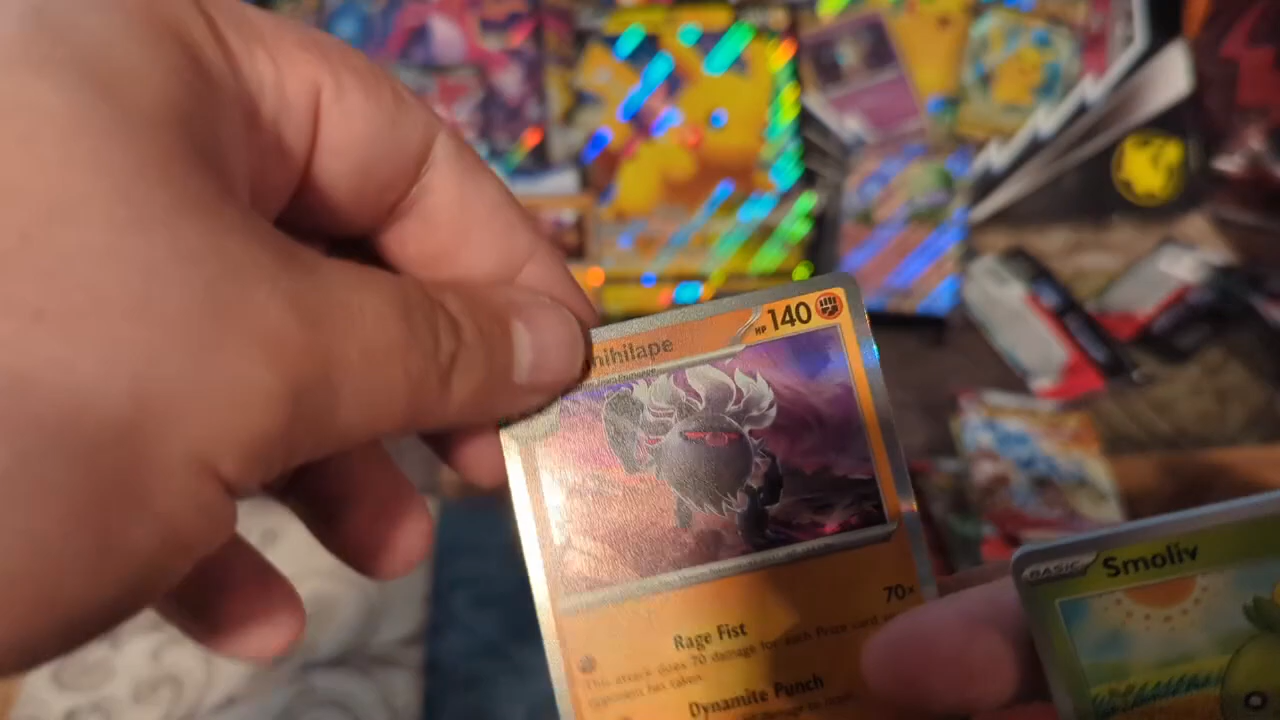 nihilape
HP 140
70×
Rage Fist
This attack does 70 damage for each Prize card
opponent has taken.
Dynamite Punch
BASIC
Smoliv